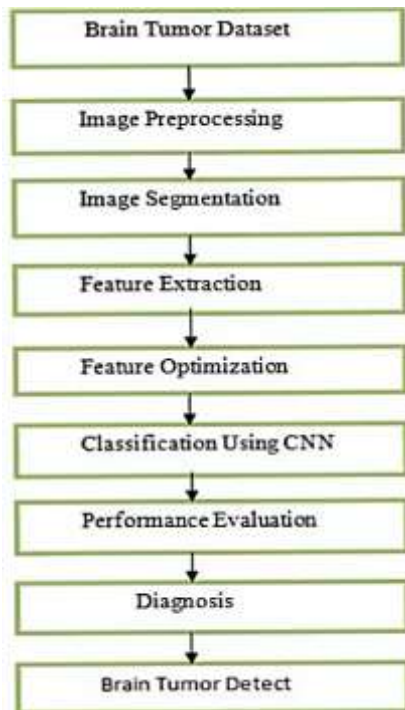 Brain Tumor Dataset
Image Preprocessing
Image Segmentation
Feature Extraction
Feature Optimization
Classification Using CNN
Performance Evaluation
Diagnosis
Brain Tumor Detect